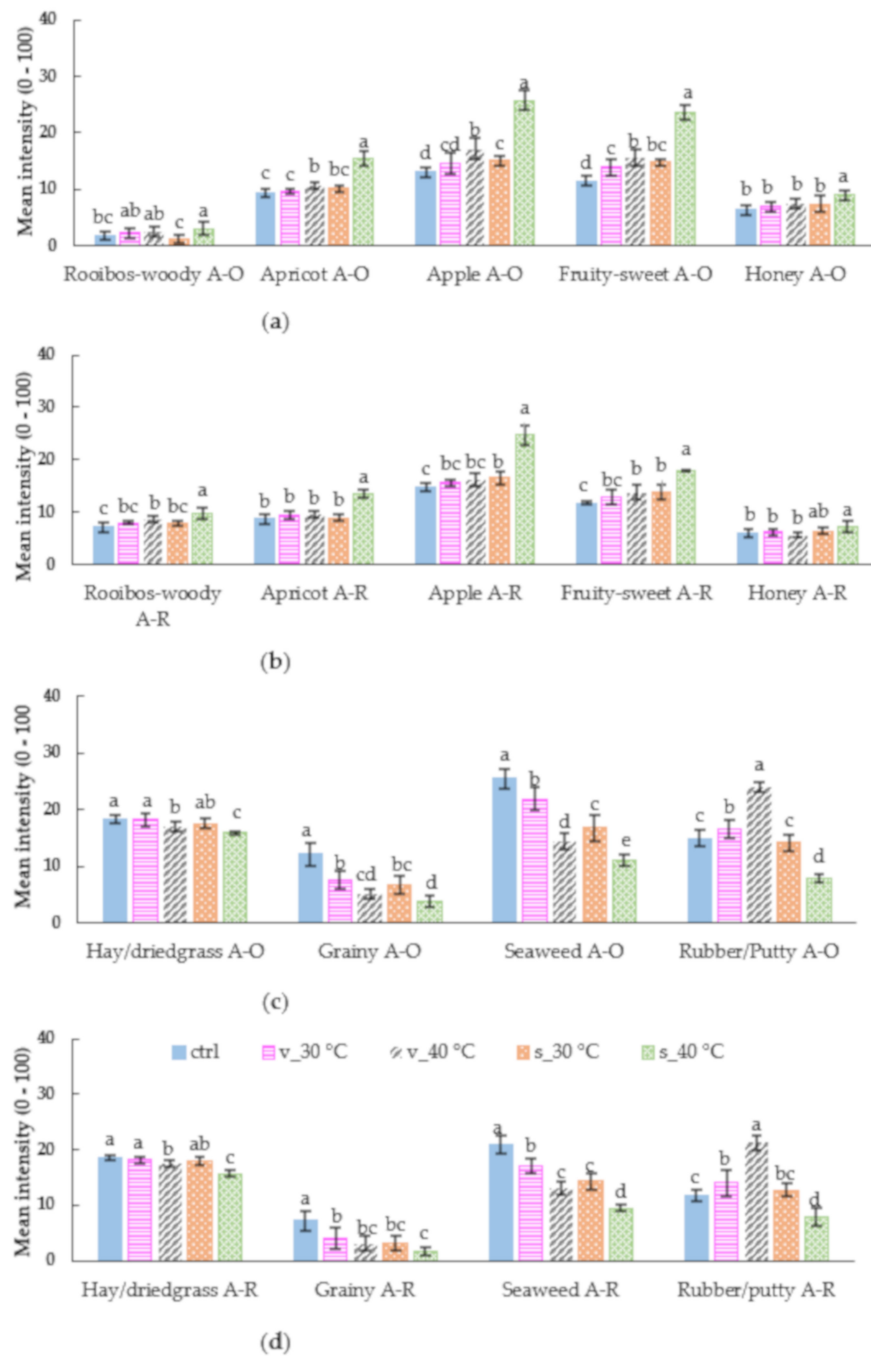 40
30
20
10
0
Mean intensity (0 - 100)
bc ab ab c a
c c b bc a
d cd b c a
d c b bc a
b b b b a
Rooibos-woody A-O Apricot A-O Apple A-O Fruity-sweet A-O Honey A-O
(a)
40
30
20
10
0
Mean intensity (0 - 100)
c bc b bc a
b b b b a
c bc bc b a
c bc b b a
b b b ab a
Rooibos-woody A-R Apricot A-R Apple A-R Fruity-sweet A-R Honey A-R
(b)
40
30
20
10
0
Mean intensity (0 - 100
a a b ab c
a b cd bc d
a b d c e
c b a c d
Hay/driedgrass A-O Grainy A-O Seaweed A-O Rubber/Putty A-O
(c)
40
30
20
10
0
Mean intensity (0 - 100)
ctrl v_30 °C v_40 °C s_30 °C s_40 °C
a a b ab c
a b bc bc c
a b c c d
c b a bc d
Hay/driedgrass A-R Grainy A-R Seaweed A-R Rubber/putty A-R
(d)